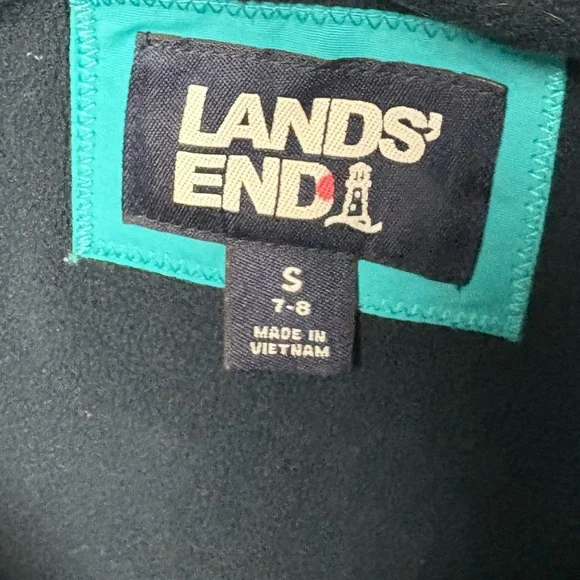 LANDS'
END
S
7-8
MADE IN
VIETNAM